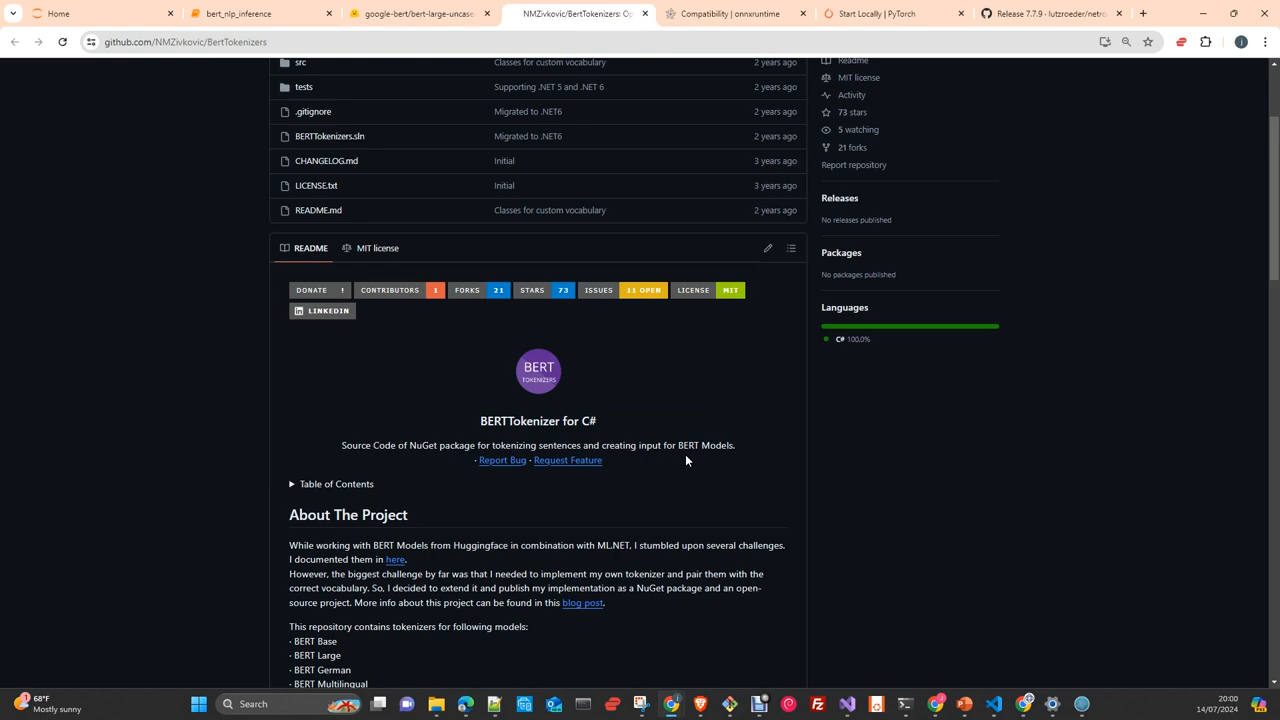 Home
bert_nlp_inference
google-bert/bert-large-uncase
NMZivkovic/BertTokenizers: Op
Compatibility | onnxruntime
Start Locally | PyTorch
Release 7.7.9 · lutzroeder/netro
github.com/NMZivkovic/BertTokenizers
j
src
Classes for custom vocabulary
2 years ago
tests
Supporting .NET 5 and .NET 6
2 years ago
.gitignore
Migrated to .NET6
2 years ago
BERTTokenizers.sln
Migrated to .NET6
2 years ago
CHANGELOG.md
Initial
3 years ago
LICENSE.txt
Initial
3 years ago
README.md
Classes for custom vocabulary
2 years ago
README
MIT license
DONATE !
CONTRIBUTORS 1
FORKS 21
STARS 73
ISSUES 11 OPEN
LICENSE MIT
LINKEDIN
BERT
TOKENIZERS
BERTTokenizer for C#
Source Code of NuGet package for tokenizing sentences and creating input for BERT Models.
· Report Bug · Request Feature
Table of Contents
About The Project
While working with BERT Models from Huggingface in combination with ML.NET, I stumbled upon several challenges.
I documented them in here.
However, the biggest challenge by far was that I needed to implement my own tokenizer and pair them with the
correct vocabulary. So, I decided to extend it and publish my implementation as a NuGet package and an open-
source project. More info about this project can be found in this blog post.
This repository contains tokenizers for following models:
· BERT Base
· BERT Large
· BERT German
· BERT Multilingual
Readme
MIT license
Activity
73 stars
5 watching
21 forks
Report repository
Releases
No releases published
Packages
No packages published
Languages
C# 100.0%
1
68°F
Mostly sunny
Search
20:00
14/07/2024